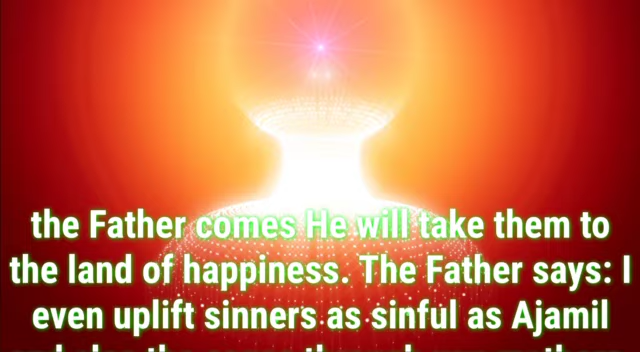 the Father comes He will take them to
the land of happiness. The Father says: I
even uplift sinners as sinful as Ajamil